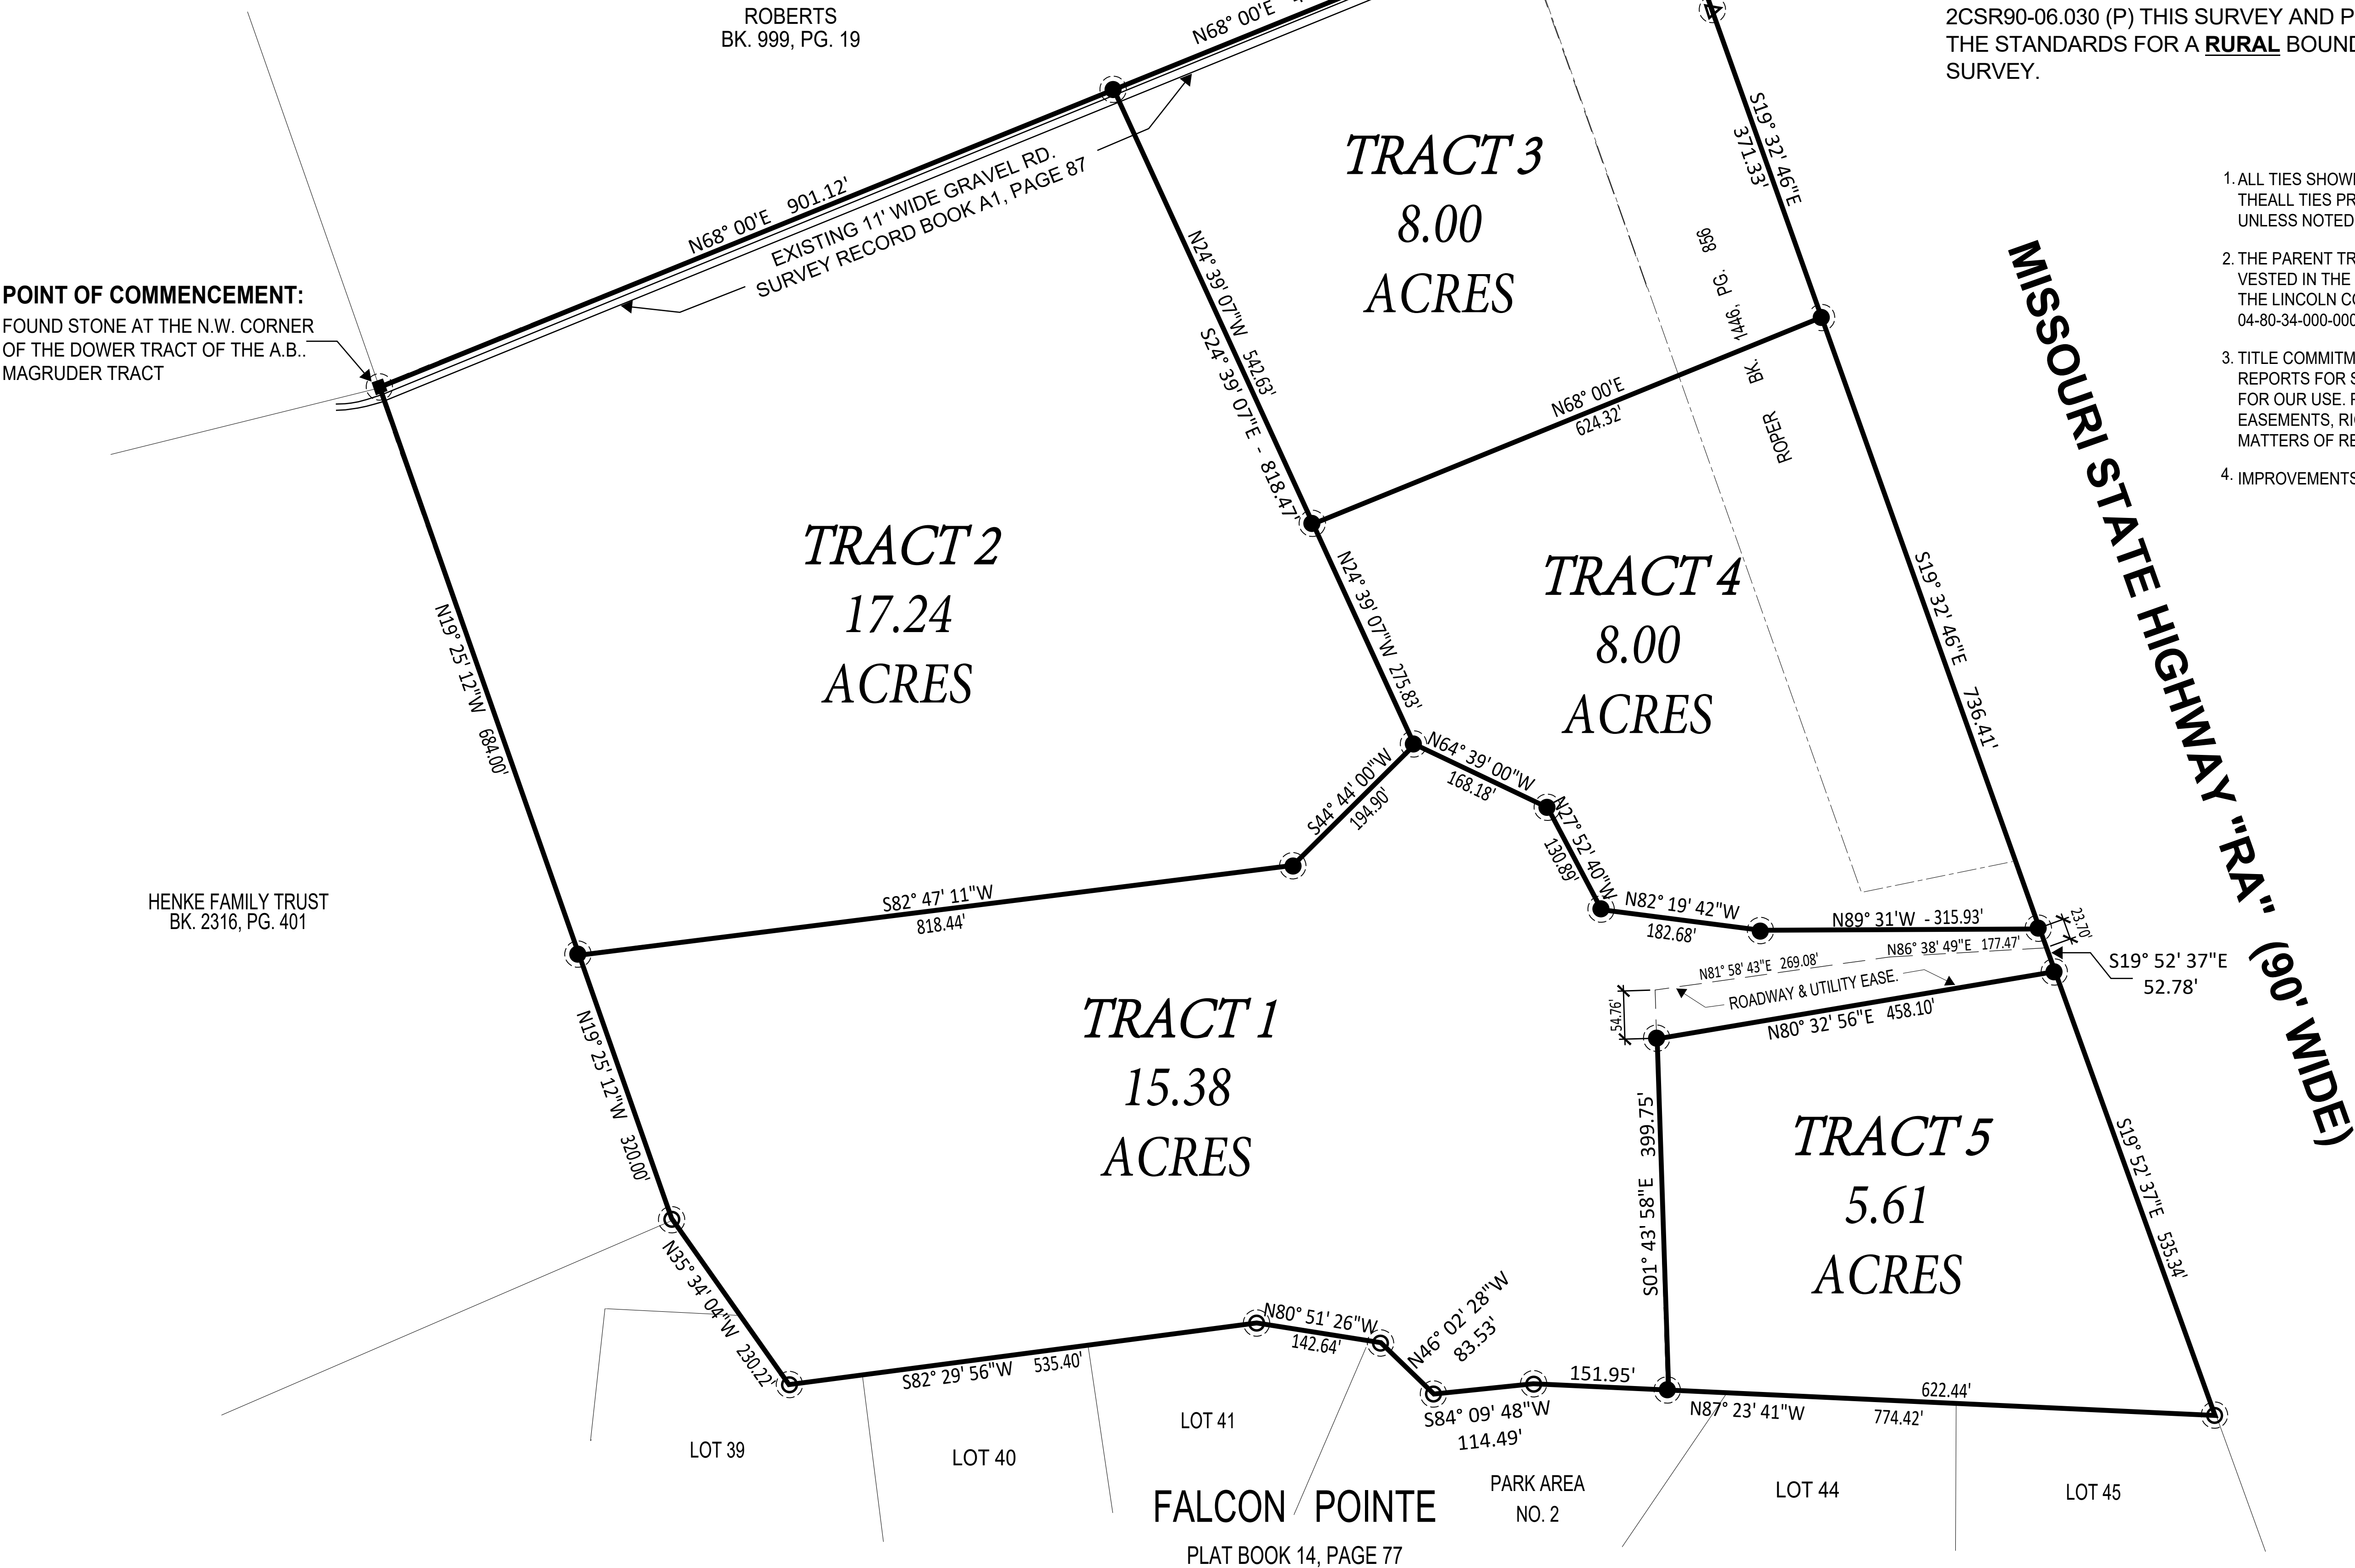 ROBERTS
BK. 999, PG. 19
N68° 00'E
2CSR90-06.030 (P) THIS SURVEY AND P
THE STANDARDS FOR A RURAL BOUND
SURVEY.
S19° 32' 46"E
371.33'
1. ALL TIES SHOW
THEALL TIES PR
UNLESS NOTED
2. THE PARENT TR
VESTED IN THE
THE LINCOLN CO
04-80-34-000-000
3. TITLE COMMITM
REPORTS FOR S
FOR OUR USE.
EASEMENTS, RI
MATTERS OF RE
4. IMPROVEMENTS
MISSOURI STATE HIGHWAY "RA" (90' WIDE)
N68° 00'E 901.12'
EXISTING 11' WIDE GRAVEL RD.
SURVEY RECORD BOOK A1, PAGE 87
TRACT 3
8.00
ACRES
POINT OF COMMENCEMENT:
FOUND STONE AT THE N.W. CORNER
OF THE DOWER TRACT OF THE A.B..
MAGRUDER TRACT
N24° 39' 07"W 542.63'
S24° 39' 07"E - 818.47'
ROPER BK. 1446, PG. 856
N68° 00'E
624.32'
TRACT 2
17.24
ACRES
TRACT 4
8.00
ACRES
N19° 25' 12"W 684.00'
N24° 39' 07"W 275.83'
S19° 32' 46"E 736.41'
S44° 44' 00"W
194.90'
N64° 39' 00"W
168.18'
N27° 52' 40"W
130.89'
HENKE FAMILY TRUST
BK. 2316, PG. 401
S82° 47' 11"W
818.44'
N82° 19' 42"W
182.68'
N89° 31'W - 315.93'
23.70'
N86° 38' 49"E 177.47'
N81° 58' 43"E 269.08'
ROADWAY & UTILITY EASE.
S19° 52' 37"E
52.78'
54.76'
N80° 32' 56"E 458.10'
TRACT 1
15.38
ACRES
N19° 25' 12"W 320.00'
S01° 43' 58"E 399.75'
TRACT 5
5.61
ACRES
S19° 52' 37"E 535.34'
N35° 34' 04"W 230.22'
S82° 29' 56"W 535.40'
N80° 51' 26"W
142.64'
N46° 02' 28"W
83.53'
S84° 09' 48"W
114.49'
151.95'
622.44'
N87° 23' 41"W 774.42'
LOT 39
LOT 40
LOT 41
PARK AREA
NO. 2
LOT 44
LOT 45
FALCON POINTE
PLAT BOOK 14, PAGE 77